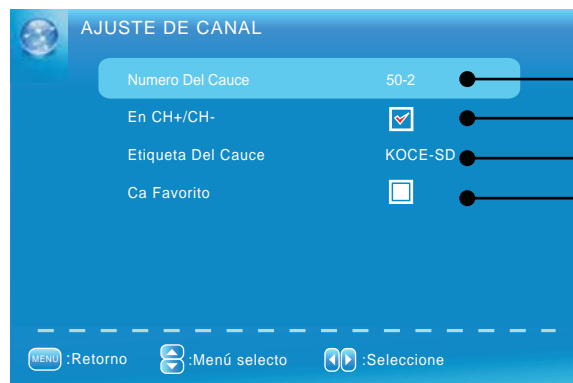 AJUSTE DE CANAL
Numero Del Cauce 50-2
En CH+/CH-
Etiqueta Del Cauce KOCE-SD
Ca Favorito
MENU :Retorno :Menú selecto :Seleccione